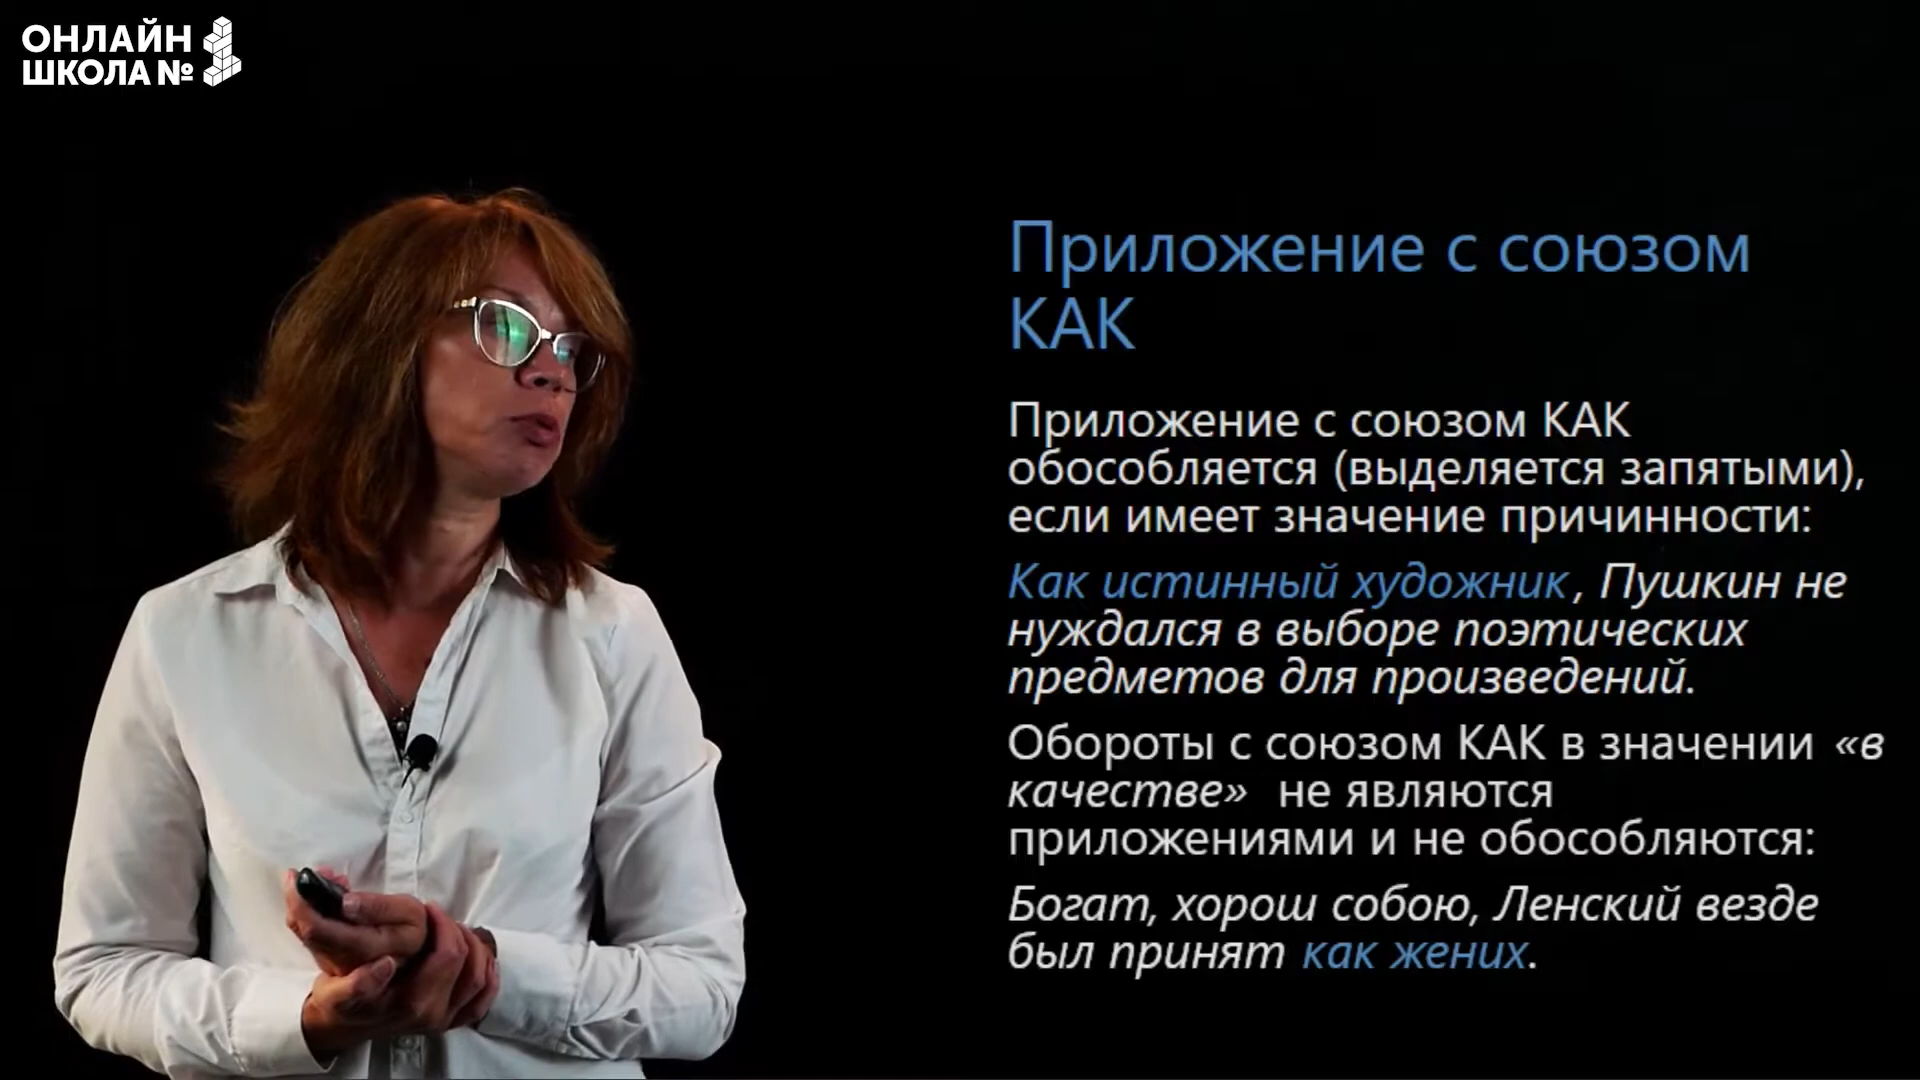 ОНЛАЙН
ШКОЛА №
Приложение с союзом
КАК
Приложение с союзом КАК
обособляется (выделяется запятыми),
если имеет значение причинности:
Как истинный художник, Пушкин не
нуждался в выборе поэтических
предметов для произведений.
Обороты с союзом КАК в значении «в
качестве» не являются
приложениями и не обособляются:
Богат, хорош собою, Ленский везде
был принят как жених.